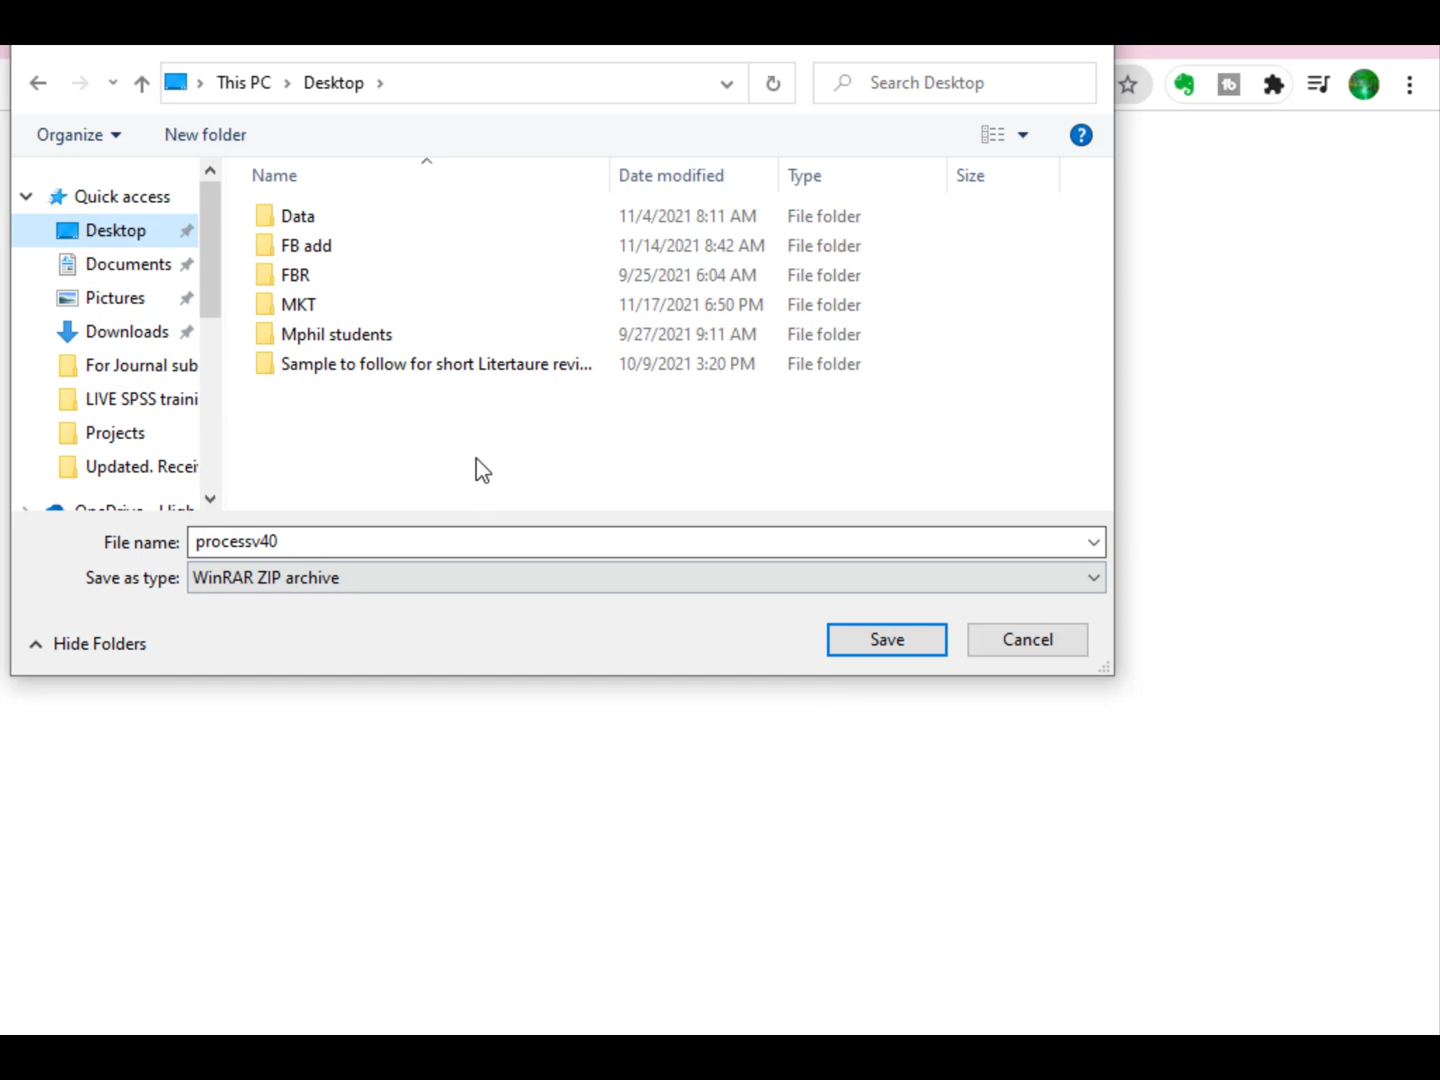 This PC > Desktop >
Search Desktop
Organize
New folder
?
Name
Date modified
Type
Size
Quick access
Desktop
Documents
Pictures
Downloads
For Journal sub
LIVE SPSS traini
Projects
Updated. Recei
Data 11/4/2021 8:11 AM File folder
FB add 11/14/2021 8:42 AM File folder
FBR 9/25/2021 6:04 AM File folder
MKT 11/17/2021 6:50 PM File folder
Mphil students 9/27/2021 9:11 AM File folder
Sample to follow for short Litertaure revi... 10/9/2021 3:20 PM File folder
File name: processv40
Save as type: WinRAR ZIP archive
Hide Folders
Save
Cancel